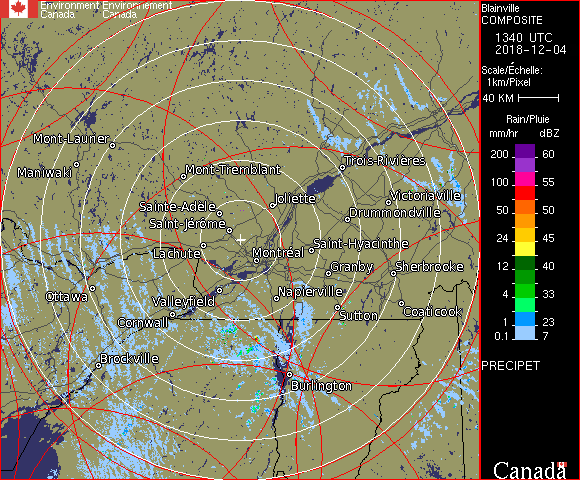 Environment Environnement
Canada Canada
Blainville
COMPOSITE
1340 UTC
2018-12-04
Scale/Échelle:
1km/Pixel
40 KM
Rain/Pluie
mm/hr dBZ
200 60
100 55
50 50
24 45
12 40
4 33
1 23
0.1 7
PRECIPET
Canada
Mont-Laurier
Maniwaki
Mont-Tremblant
Trois-Rivières
Sainte-Adèle
Joliette
Victoriaville
Saint-Jérôme
Drummondville
Lachute
Montréal
Saint-Hyacinthe
Granby
Sherbrooke
Ottawa
Valleyfield
Napierville
Cornwall
Sutton
Coaticook
Brockville
Burlington